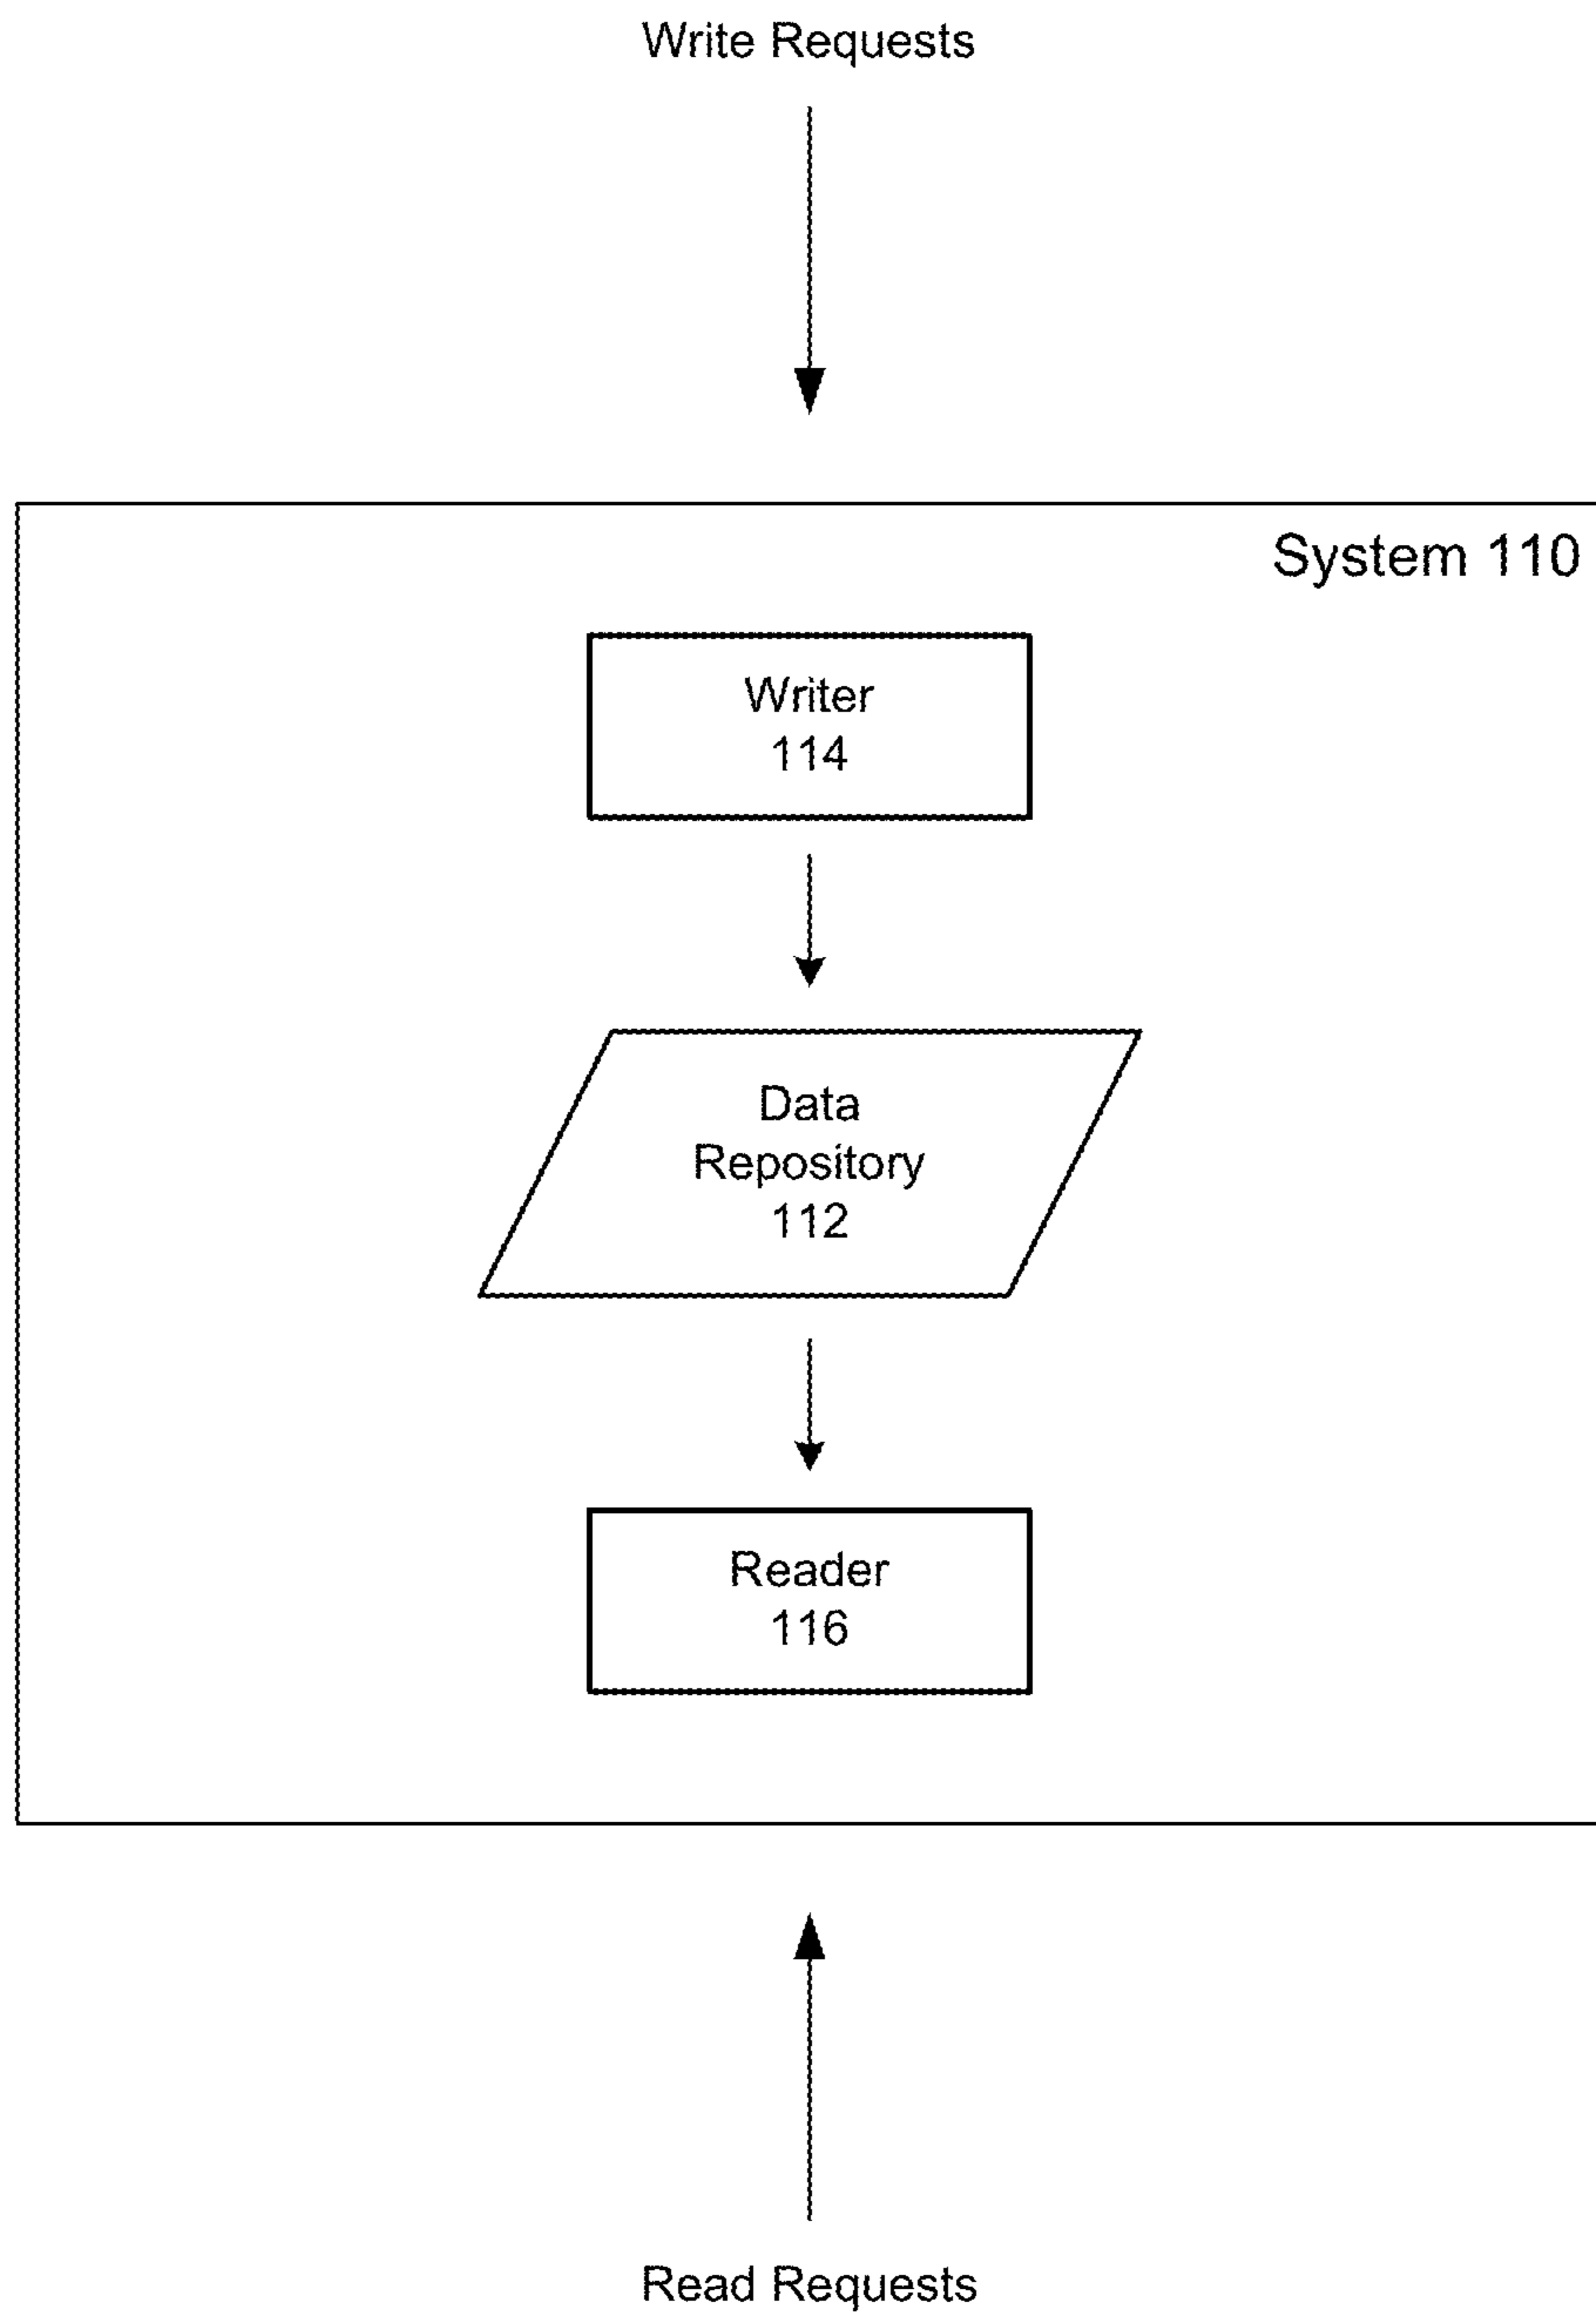 Write Requests
System 110
Writer
114
Data
Repository
112
Reader
116
Read Requests